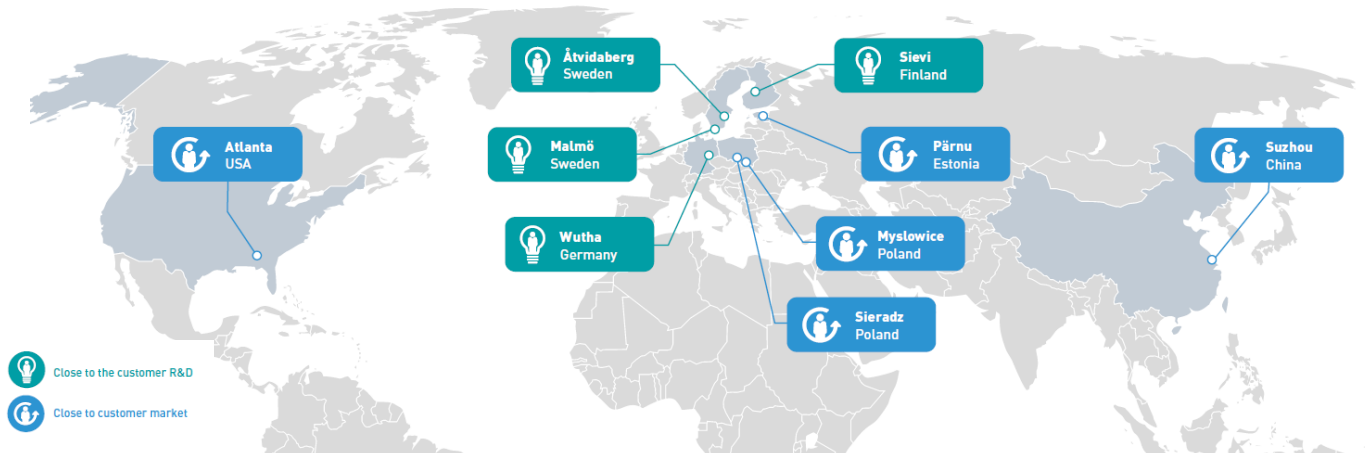 Åtvidaberg
Sweden
Sievi
Finland
Atlanta
USA
Malmö
Sweden
Pärnu
Estonia
Suzhou
China
Wutha
Germany
Myslowice
Poland
Sieradz
Poland
Close to the customer R&D
Close to customer market